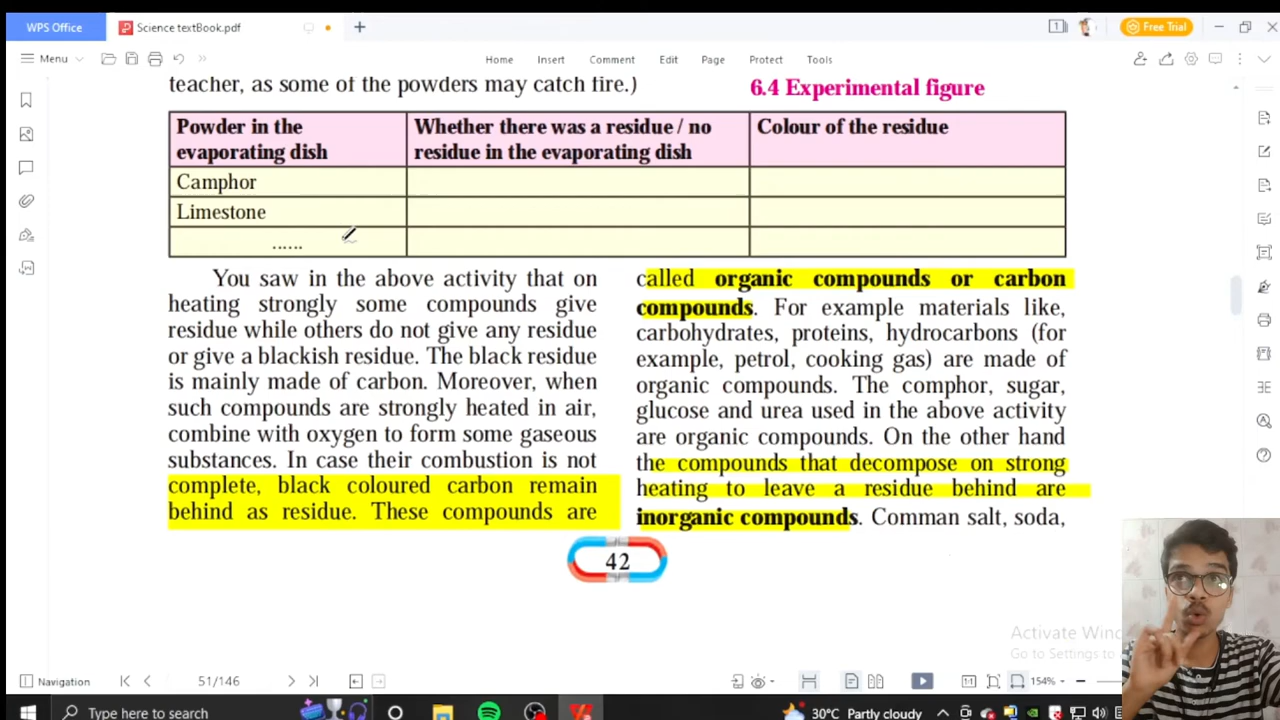 WPS Office
Science textBook.pdf
1
Free Trial
Menu
Home
Insert
Comment
Edit
Page
Protect
Tools
teacher, as some of the powders may catch fire.)
6.4 Experimental figure
Powder in the evaporating dish
Whether there was a residue / no residue in the evaporating dish
Colour of the residue
Camphor
Limestone
......
You saw in the above activity that on
heating strongly some compounds give
residue while others do not give any residue
or give a blackish residue. The black residue
is mainly made of carbon. Moreover, when
such compounds are strongly heated in air,
combine with oxygen to form some gaseous
substances. In case their combustion is not
complete, black coloured carbon remain
behind as residue. These compounds are
called organic compounds or carbon
compounds. For example materials like,
carbohydrates, proteins, hydrocarbons (for
example, petrol, cooking gas) are made of
organic compounds. The comphor, sugar,
glucose and urea used in the above activity
are organic compounds. On the other hand
the compounds that decompose on strong
heating to leave a residue behind are
inorganic compounds. Comman salt, soda,
42
Activate Win
Go to Settings to
Navigation
51/146
154%
Type here to search
30°C Partly cloudy